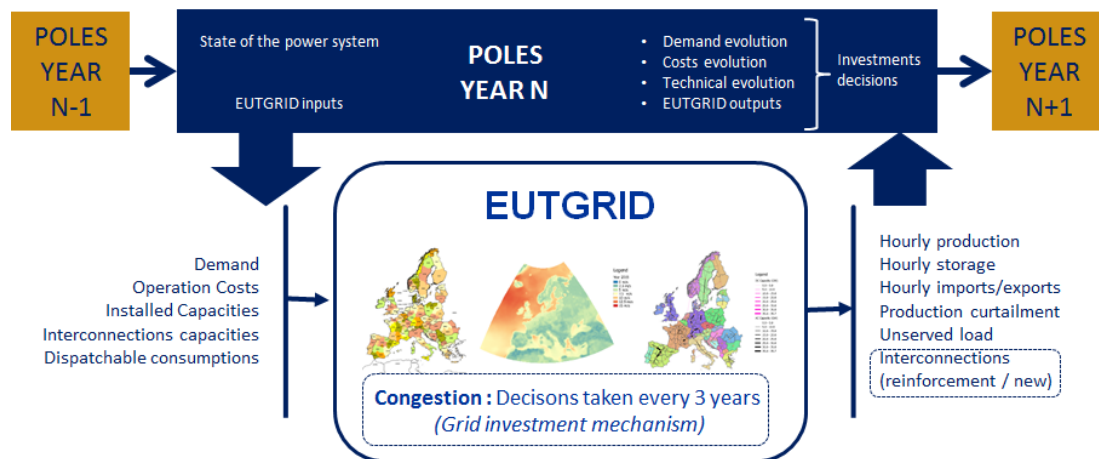 POLES
YEAR
N-1
State of the power system
EUTGRID inputs
POLES
YEAR N
• Demand evolution
• Costs evolution
• Technical evolution
• EUTGRID outputs
Investments
decisions
POLES
YEAR
N+1
Demand
Operation Costs
Installed Capacities
Interconnections capacities
Dispatchable consumptions
EUTGRID
Legend
Legend
Congestion : Decisons taken every 3 years
(Grid investment mechanism)
Hourly production
Hourly storage
Hourly imports/exports
Production curtailment
Unserved load
Interconnections
(reinforcement / new)